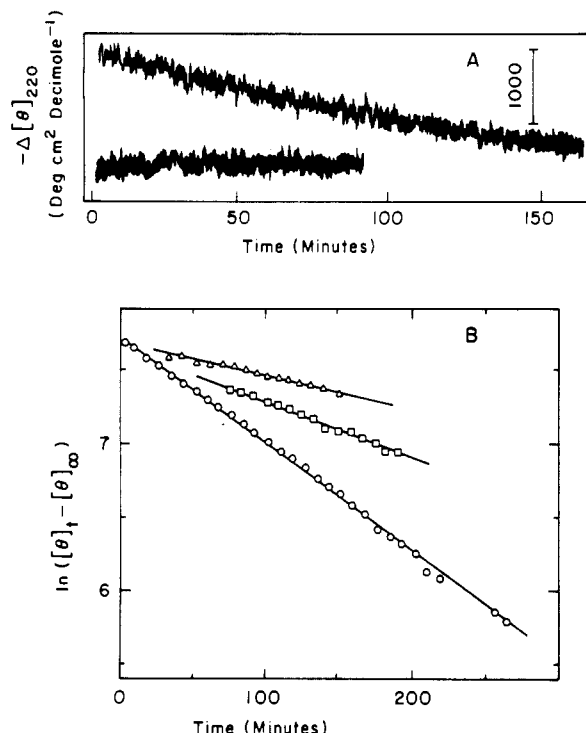 A
1000
−Δ[θ]220
(Deg cm2 Decimole−1)
0 50 100 150
Time (Minutes)
B
7
6
ln ([θ]t − [θ]∞)
0 100 200
Time (Minutes)